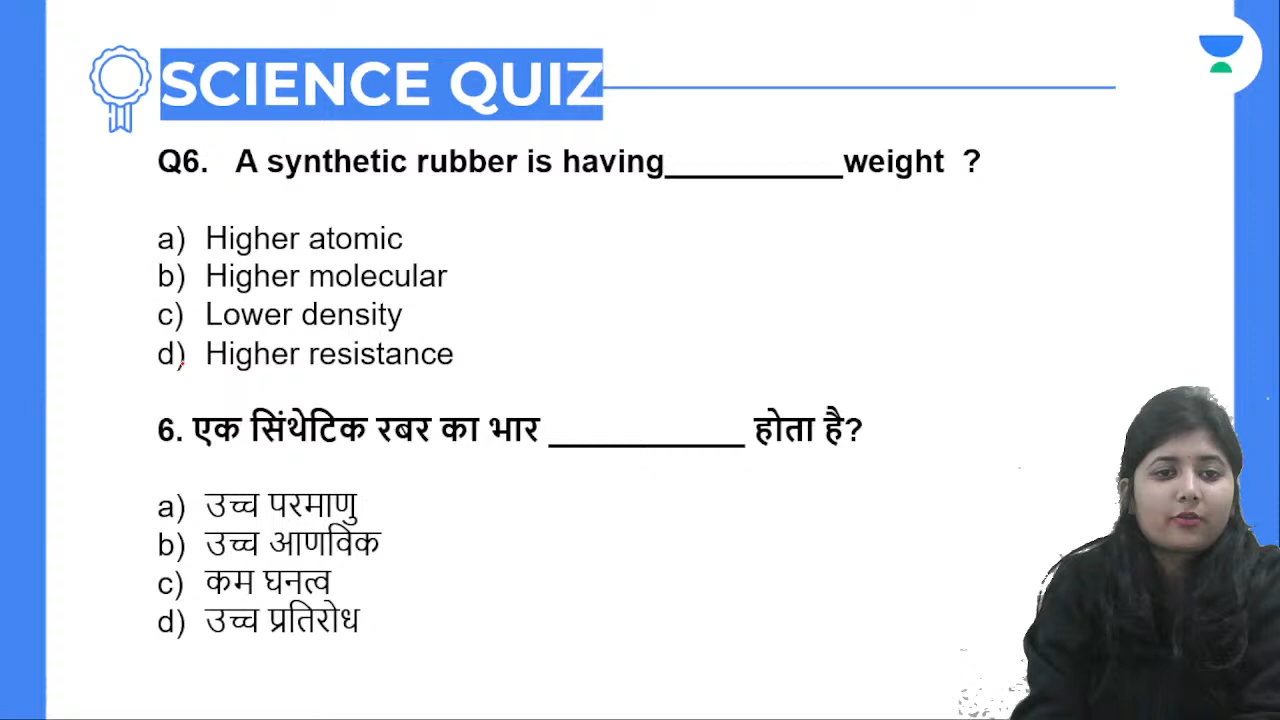 SCIENCE QUIZ
Q6. A synthetic rubber is having__________weight ?
a) Higher atomic
b) Higher molecular
c) Lower density
d) Higher resistance
6. एक सिंथेटिक रबर का भार ___________ होता है?
a) उच्च परमाणु
b) उच्च आणविक
c) कम घनत्व
d) उच्च प्रतिरोध